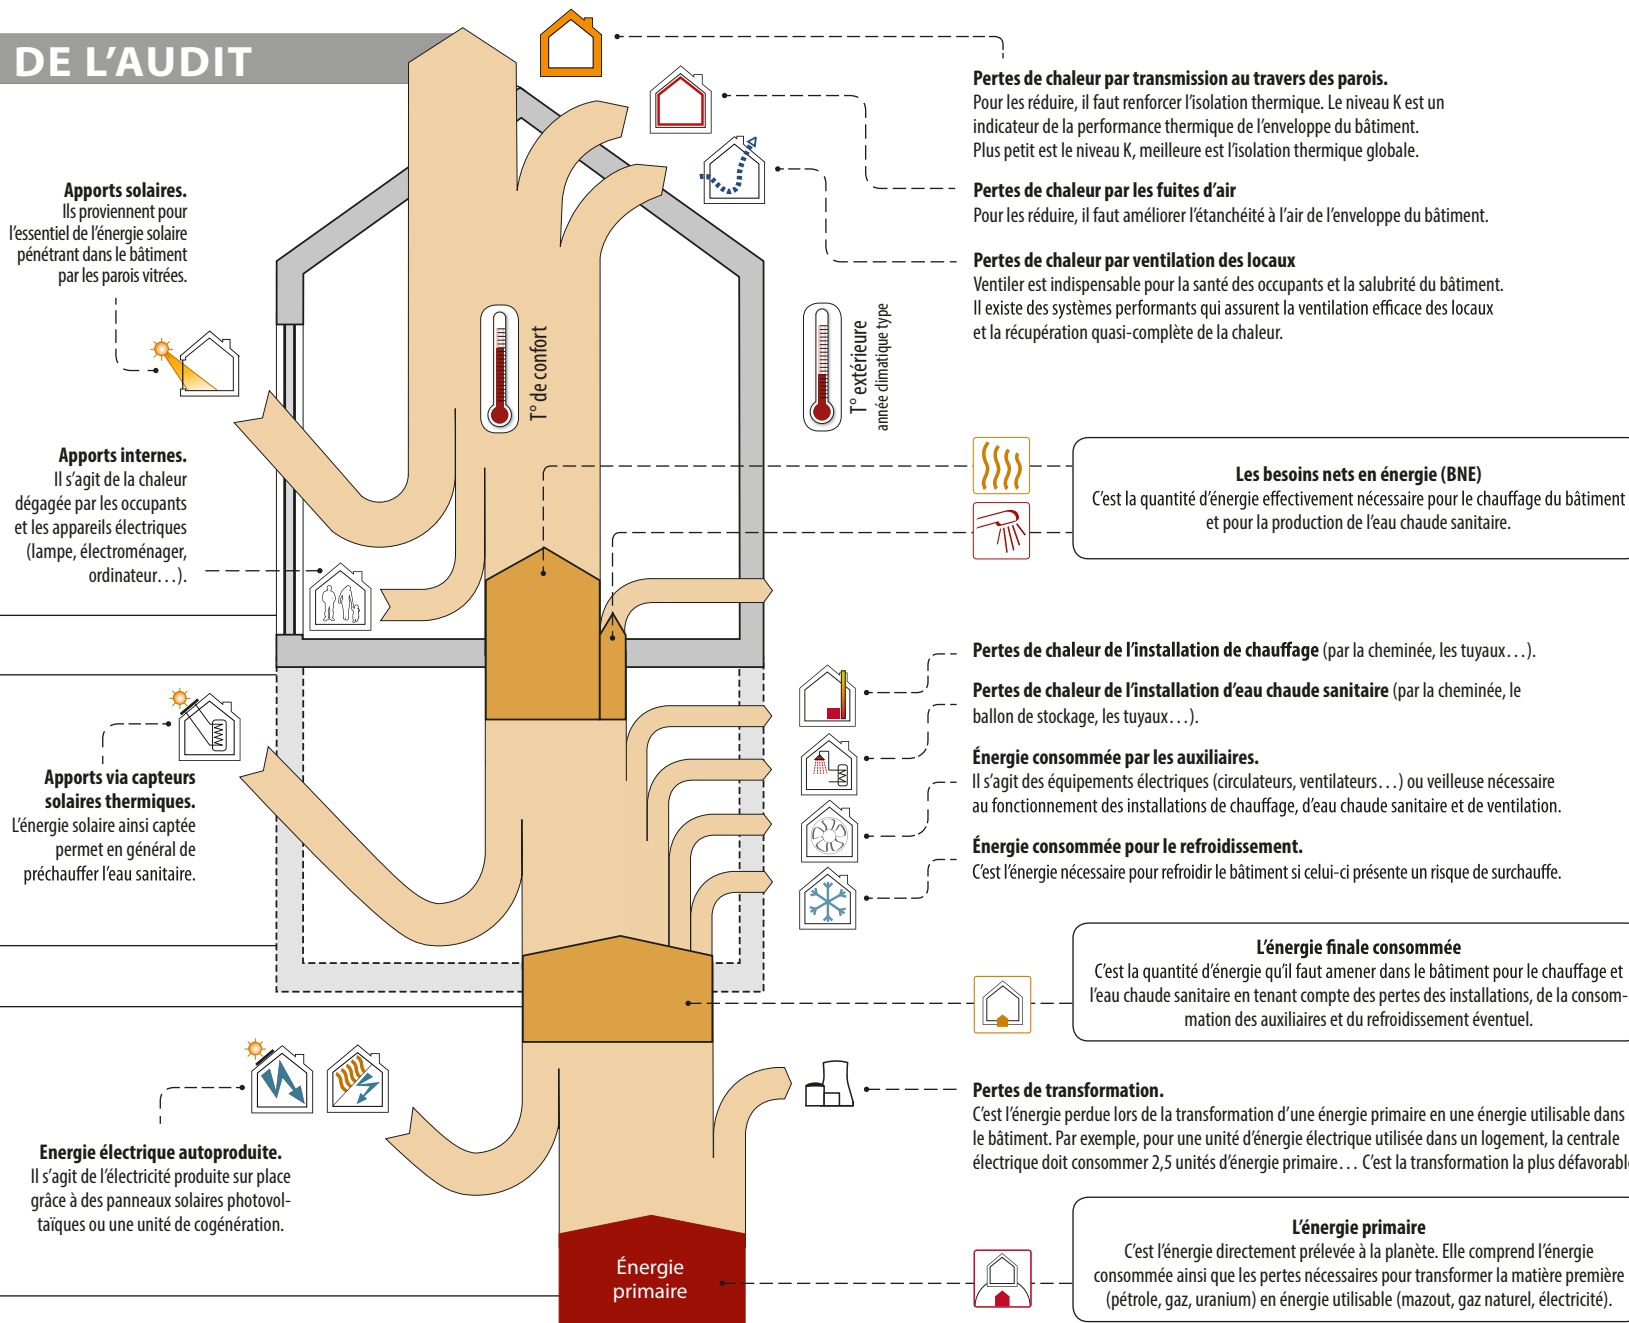 DE L’AUDIT
Pertes de chaleur par transmission au travers des parois.
Pour les réduire, il faut renforcer l’isolation thermique. Le niveau K est un
indicateur de la performance thermique de l’enveloppe du bâtiment.
Plus petit est le niveau K, meilleure est l’isolation thermique globale.
Pertes de chaleur par les fuites d’air
Pour les réduire, il faut améliorer l’étanchéité à l’air de l’enveloppe du bâtiment.
Pertes de chaleur par ventilation des locaux
Ventiler est indispensable pour la santé des occupants et la salubrité du bâtiment.
Il existe des systèmes performants qui assurent la ventilation efficace des locaux
et la récupération quasi-complète de la chaleur.
Apports solaires.
Ils proviennent pour
l’essentiel de l’énergie solaire
pénétrant dans le bâtiment
par les parois vitrées.
T° de confort
T° extérieure
année climatique type
Apports internes.
Il s’agit de la chaleur
dégagée par les occupants
et les appareils électriques
(lampe, électroménager,
ordinateur…).
Les besoins nets en énergie (BNE)
C’est la quantité d’énergie effectivement nécessaire pour le chauffage du bâtiment
et pour la production de l’eau chaude sanitaire.
Pertes de chaleur de l’installation de chauffage (par la cheminée, les tuyaux…).
Pertes de chaleur de l’installation d’eau chaude sanitaire (par la cheminée, le
ballon de stockage, les tuyaux…).
Énergie consommée par les auxiliaires.
Il s’agit des équipements électriques (circulateurs, ventilateurs…) ou veilleuse nécessaire
au fonctionnement des installations de chauffage, d’eau chaude sanitaire et de ventilation.
Énergie consommée pour le refroidissement.
C’est l’énergie nécessaire pour refroidir le bâtiment si celui-ci présente un risque de surchauffe.
Apports via capteurs
solaires thermiques.
L’énergie solaire ainsi captée
permet en général de
préchauffer l’eau sanitaire.
L’énergie finale consommée
C’est la quantité d’énergie qu’il faut amener dans le bâtiment pour le chauffage et
l’eau chaude sanitaire en tenant compte des pertes des installations, de la consom-
mation des auxiliaires et du refroidissement éventuel.
Pertes de transformation.
C’est l’énergie perdue lors de la transformation d’une énergie primaire en une énergie utilisable dans
le bâtiment. Par exemple, pour une unité d’énergie électrique utilisée dans un logement, la centrale
électrique doit consommer 2,5 unités d’énergie primaire… C’est la transformation la plus défavorable
Energie électrique autoproduite.
Il s’agit de l’électricité produite sur place
grâce à des panneaux solaires photovol-
taïques ou une unité de cogénération.
Énergie
primaire
L’énergie primaire
C’est l’énergie directement prélevée à la planète. Elle comprend l’énergie
consommée ainsi que les pertes nécessaires pour transformer la matière première
(pétrole, gaz, uranium) en énergie utilisable (mazout, gaz naturel, électricité).